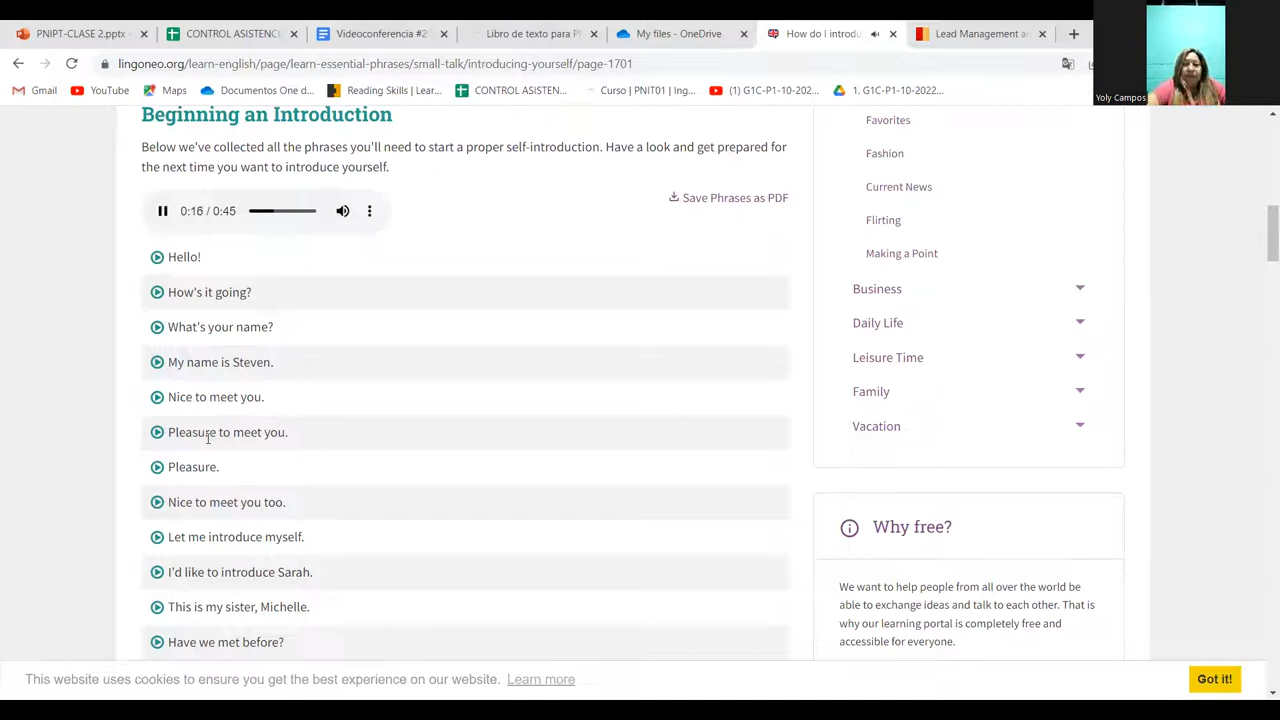 PNIPT-CLASE 2.pptx
CONTROL ASISTENC
Videoconferencia #2
Libro de texto para P
My files - OneDrive
How do I introdu
Lead Management a
lingoneo.org/learn-english/page/learn-essential-phrases/small-talk/introducing-yourself/page-1701
Gmail
YouTube
Maps
Documentos One d...
Reading Skills | Lear...
CONTROL ASISTEN...
Curso | PNIT01 | Ing...
(1) G1C-P1-10-202...
1. G1C-P1-10-2022...
Yoly Campos
Beginning an Introduction
Below we've collected all the phrases you'll need to start a proper self-introduction. Have a look and get prepared for
the next time you want to introduce yourself.
0:16 / 0:45
Save Phrases as PDF
Hello!
How's it going?
What's your name?
My name is Steven.
Nice to meet you.
Pleasure to meet you.
Pleasure.
Nice to meet you too.
Let me introduce myself.
I'd like to introduce Sarah.
This is my sister, Michelle.
Have we met before?
Favorites
Fashion
Current News
Flirting
Making a Point
Business
Daily Life
Leisure Time
Family
Vacation
Why free?
We want to help people from all over the world be
able to exchange ideas and talk to each other. That is
why our learning portal is completely free and
accessible for everyone.
This website uses cookies to ensure you get the best experience on our website. Learn more
Got it!